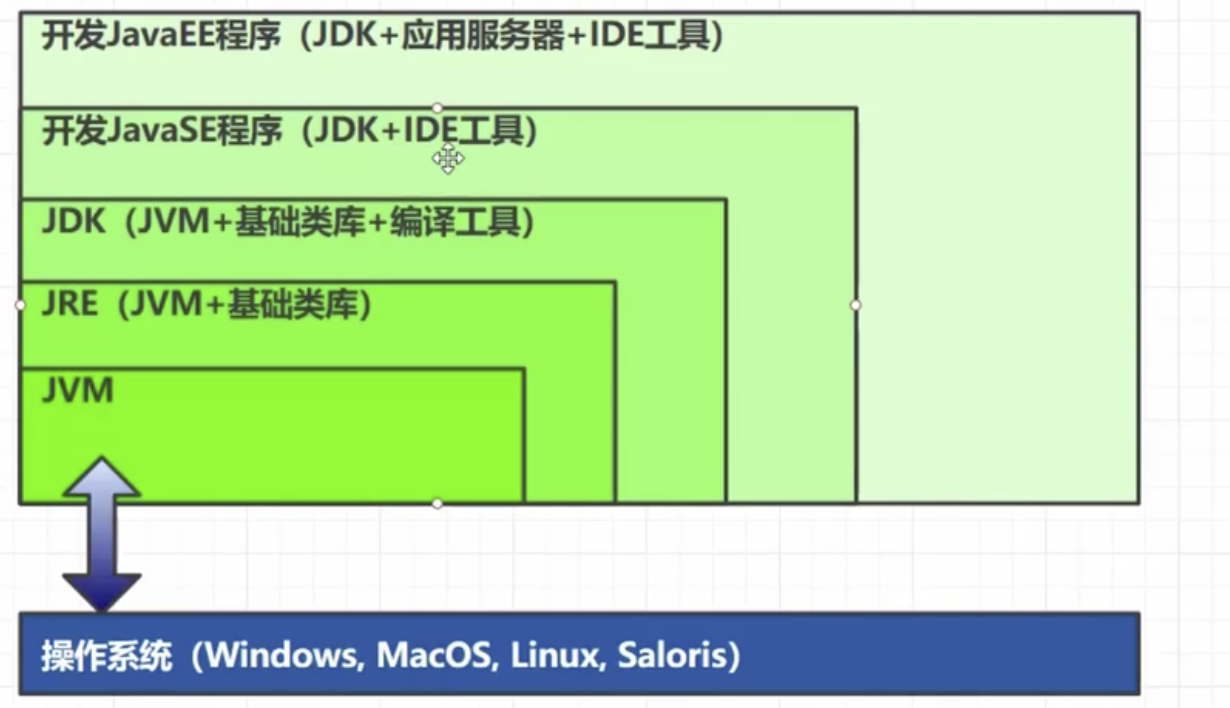 开发JavaEE程序（JDK+应用服务器+IDE工具）
开发JavaSE程序（JDK+IDE工具）
JDK（JVM+基础类库+编译工具）
JRE（JVM+基础类库）
JVM
操作系统（Windows, MacOS, Linux, Saloris）